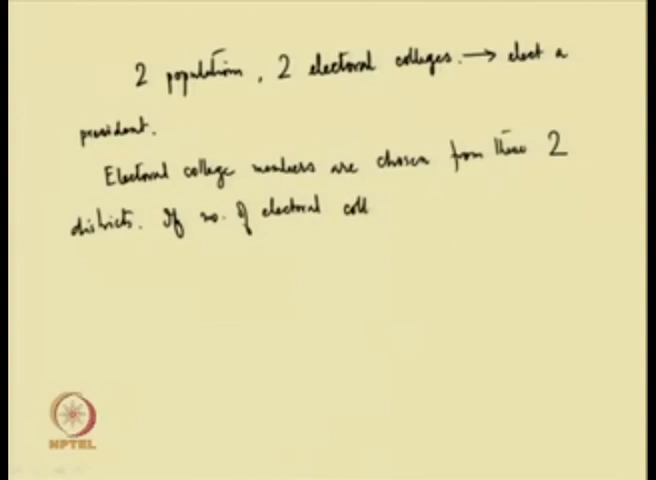 2 populations, 2 electoral colleges. → elect a
president.
Electoral college members are chosen from these 2
districts. If no. of electoral coll
NPTEL